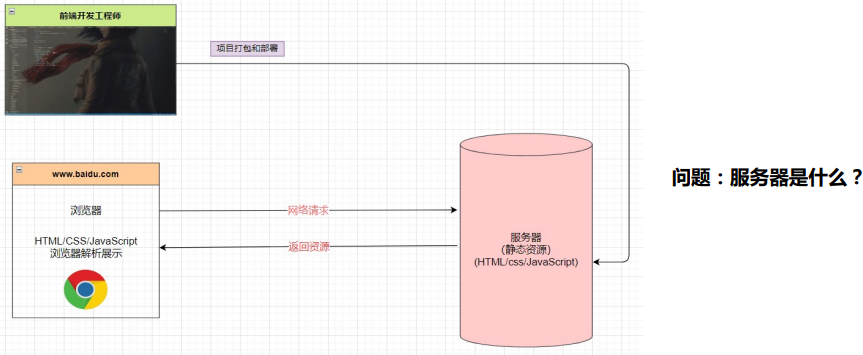 前端开发工程师
项目打包和部署
www.baidu.com
浏览器
HTML/CSS/JavaScript
浏览器解析展示
网络请求
返回资源
服务器
(静态资源)
(HTML/css/JavaScript)
问题：服务器是什么？